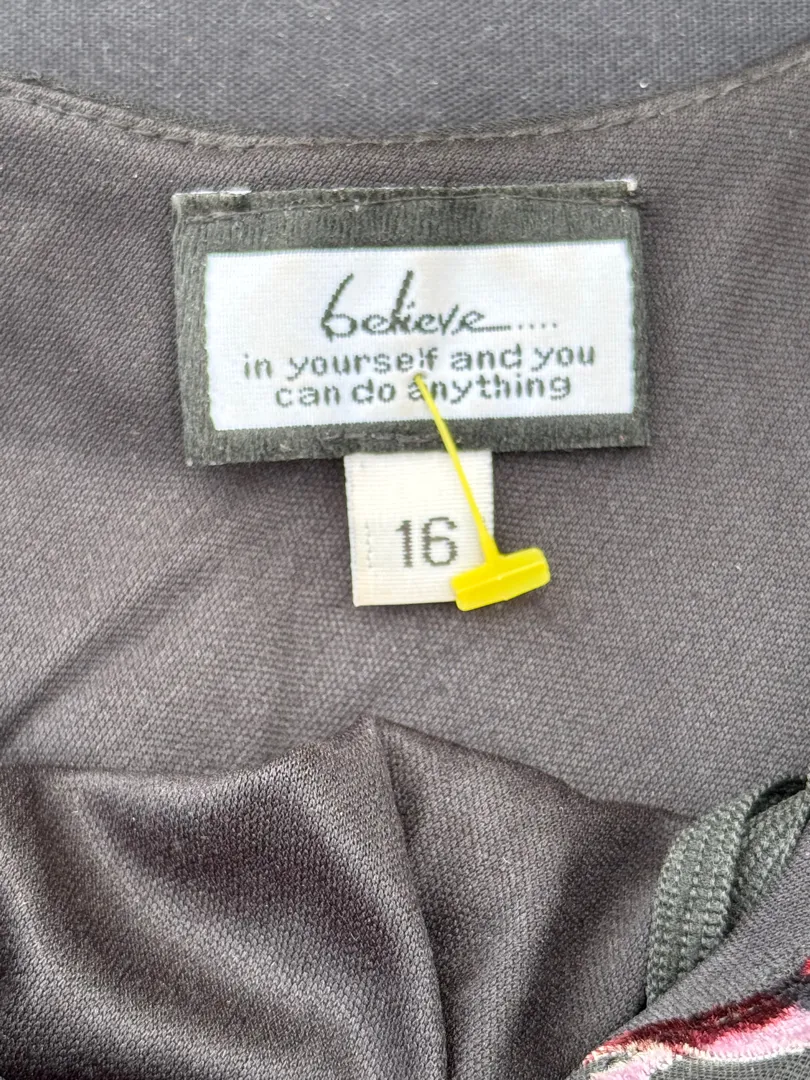 believe....
in yourself and you
can do anything
16